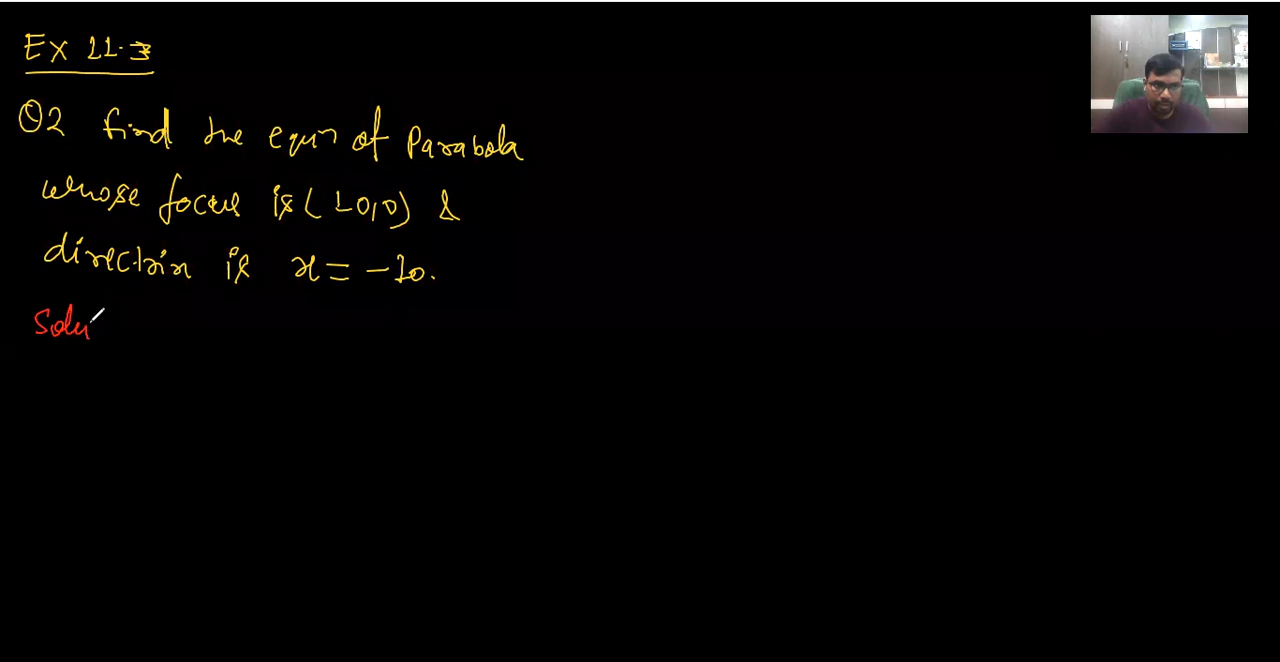 Ex 11.3
Q2 find the eqn of Parabola
whose focus is (10,0) &
directrix is x = -10.
Soln